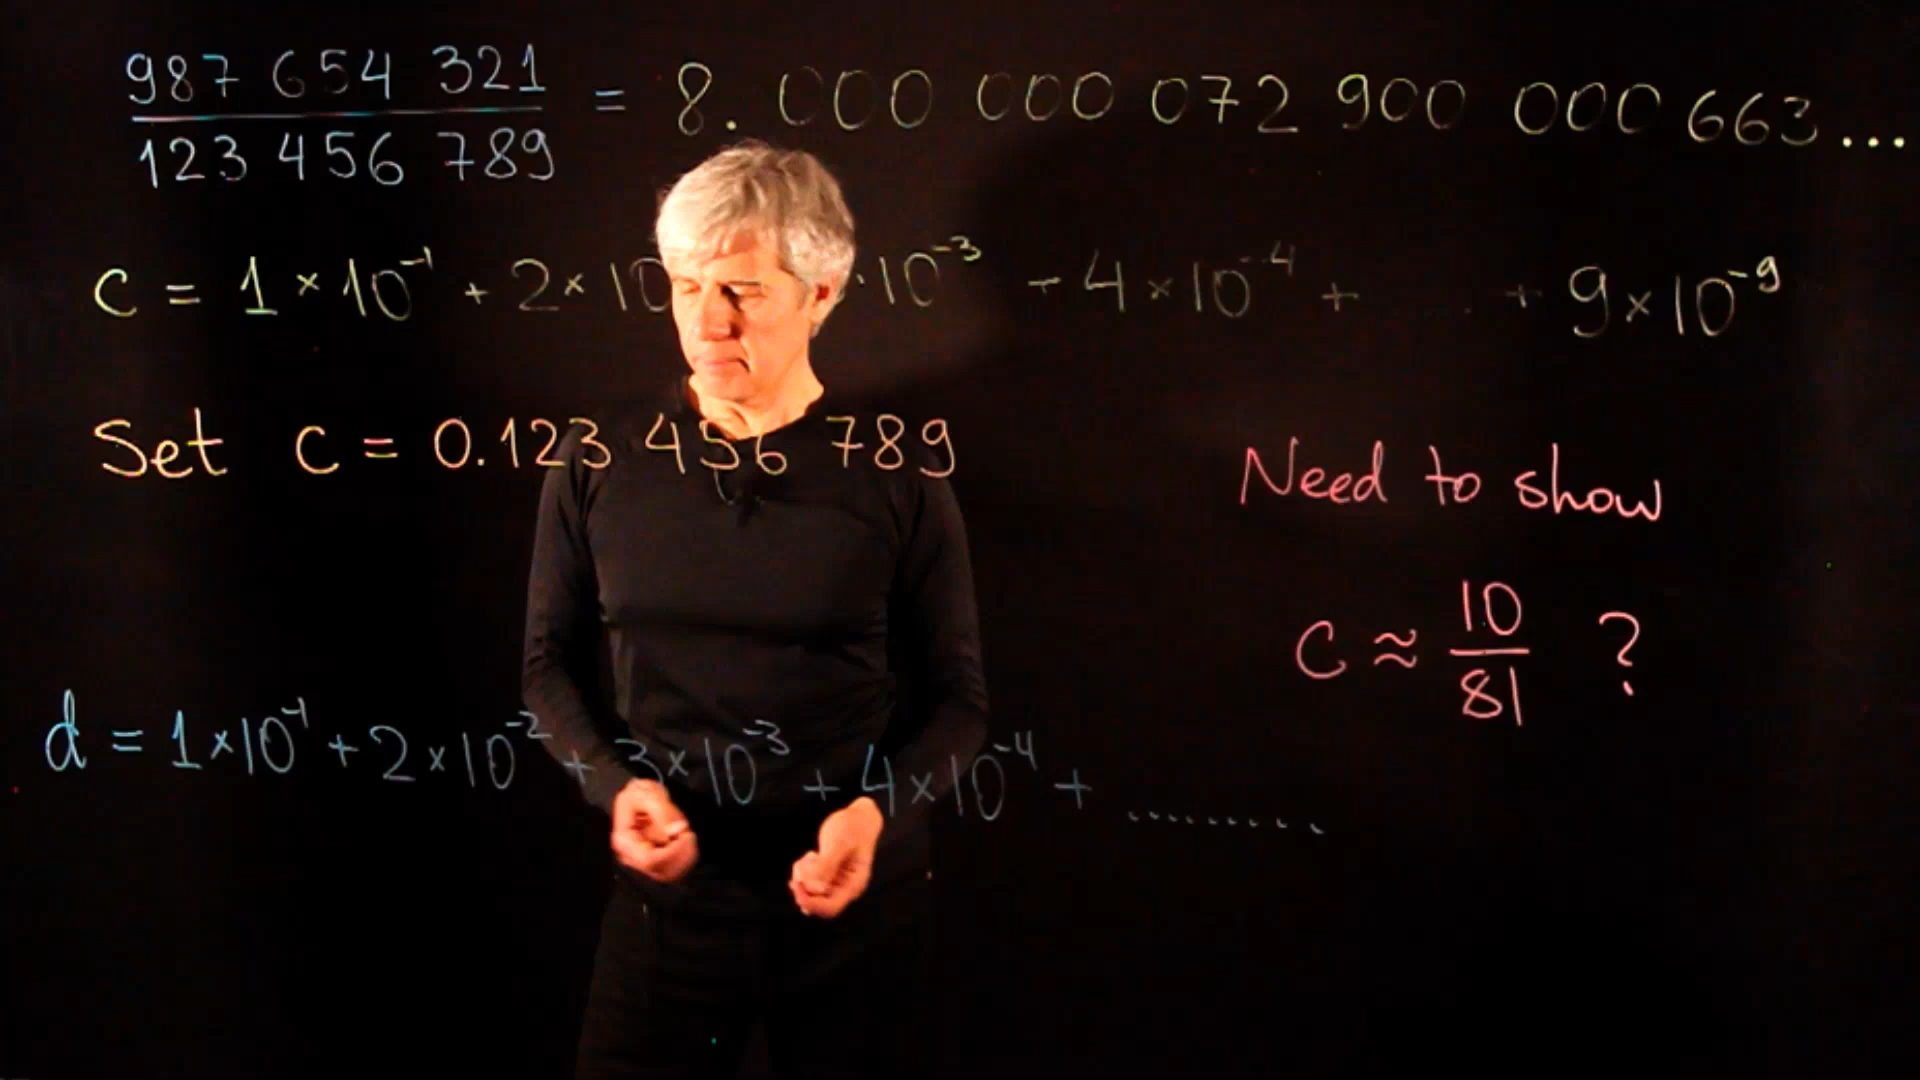 987 654 321 / 123 456 789 = 8. 000 000 072 900 000 663...
C = 1 × 10⁻¹ + 2 × 10 · 10⁻³ + 4 × 10⁻⁴ + ... + 9 × 10⁻⁹
Set C = 0.123 456 789
Need to show
C ≈ 10/81 ?
d = 1×10⁻¹ + 2×10⁻² + 3×10⁻³ + 4×10⁻⁴ + .........